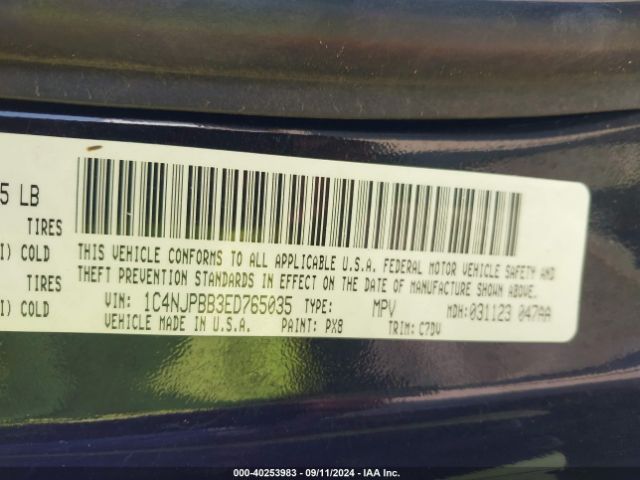 5 LB
TIRES
I) COLD
TIRES
I) COLD
THIS VEHICLE CONFORMS TO ALL APPLICABLE U.S.A. FEDERAL MOTOR VEHICLE SAFETY AND
THEFT PREVENTION STANDARDS IN EFFECT ON THE DATE OF MANUFACTURE SHOWN ABOVE.
VIN: 1C4NJPBB3ED765035 TYPE: MPV MDH:031123 047AA
VEHICLE MADE IN U.S.A. PAINT: PX8 TRIM: C7DV
000-40253983 - 09/11/2024 - IAA Inc.